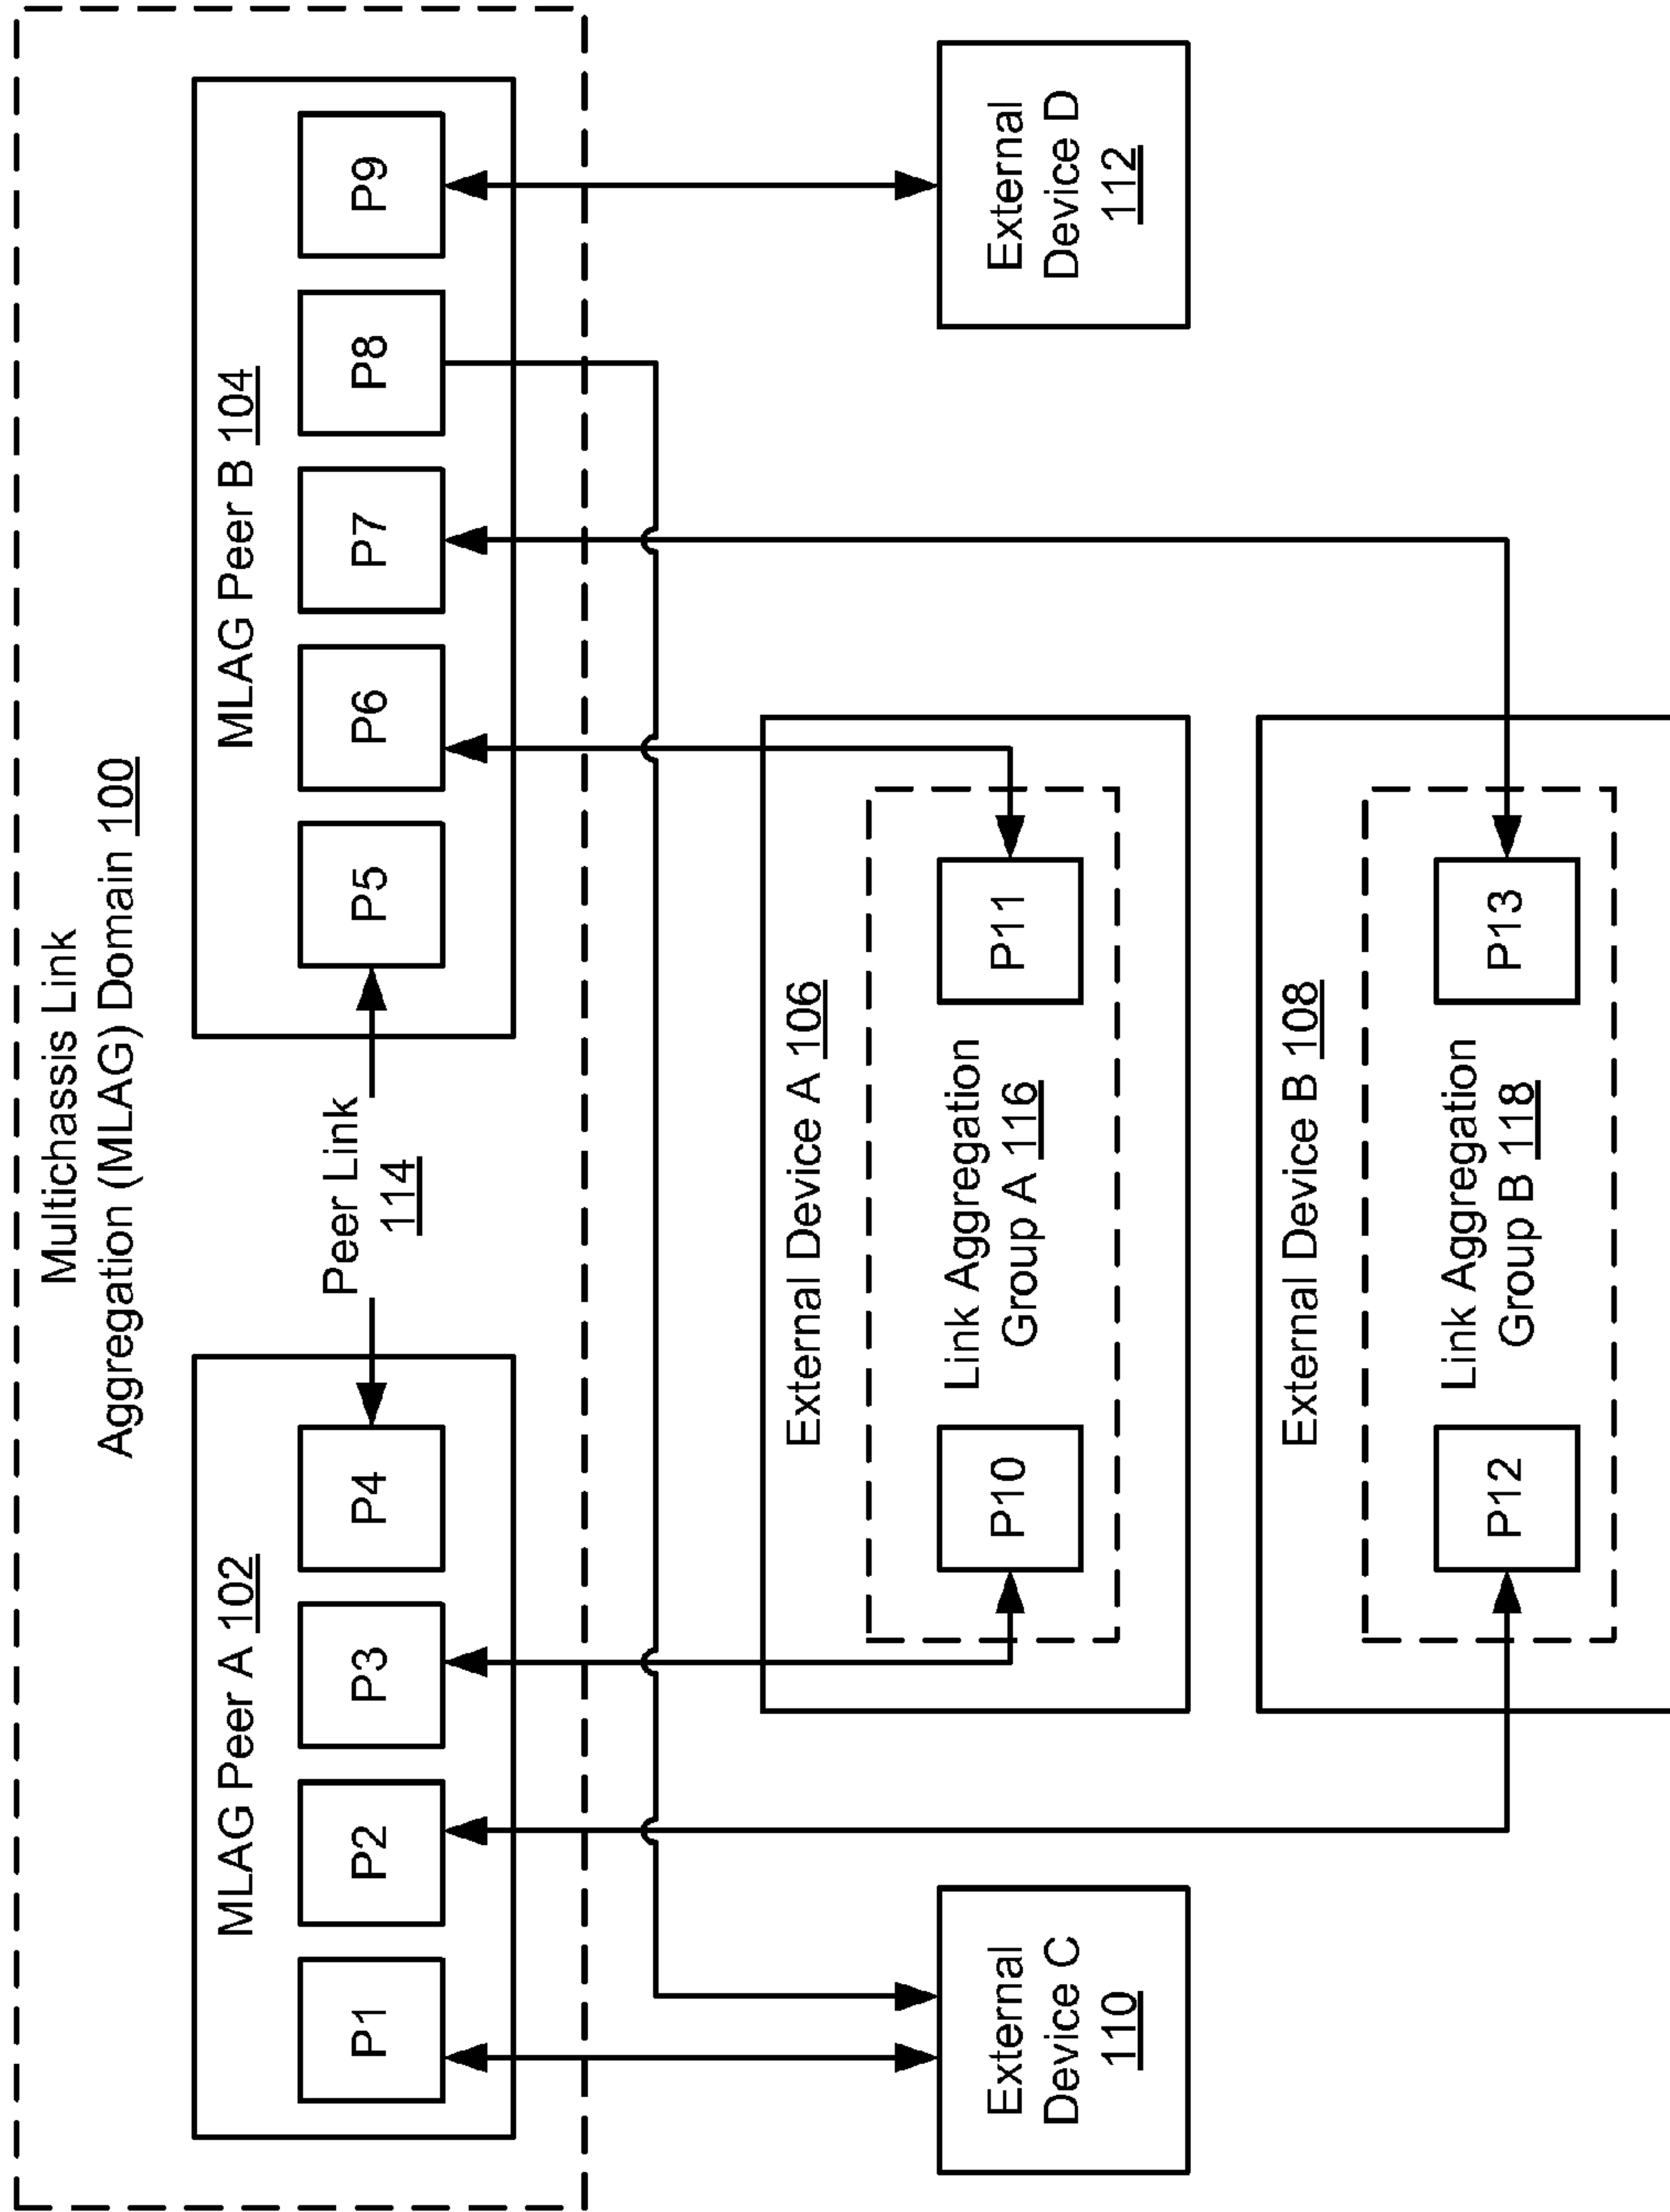 Multichassis Link
Aggregation (MLAG) Domain 100
MLAG Peer A 102
P1
P2
P3
P4
Peer Link
114
MLAG Peer B 104
P5
P6
P7
P8
P9
External Device A 106
P10
Link Aggregation
Group A 116
P11
External
Device C
110
External
Device D
112
External Device B 108
P12
Link Aggregation
Group B 118
P13